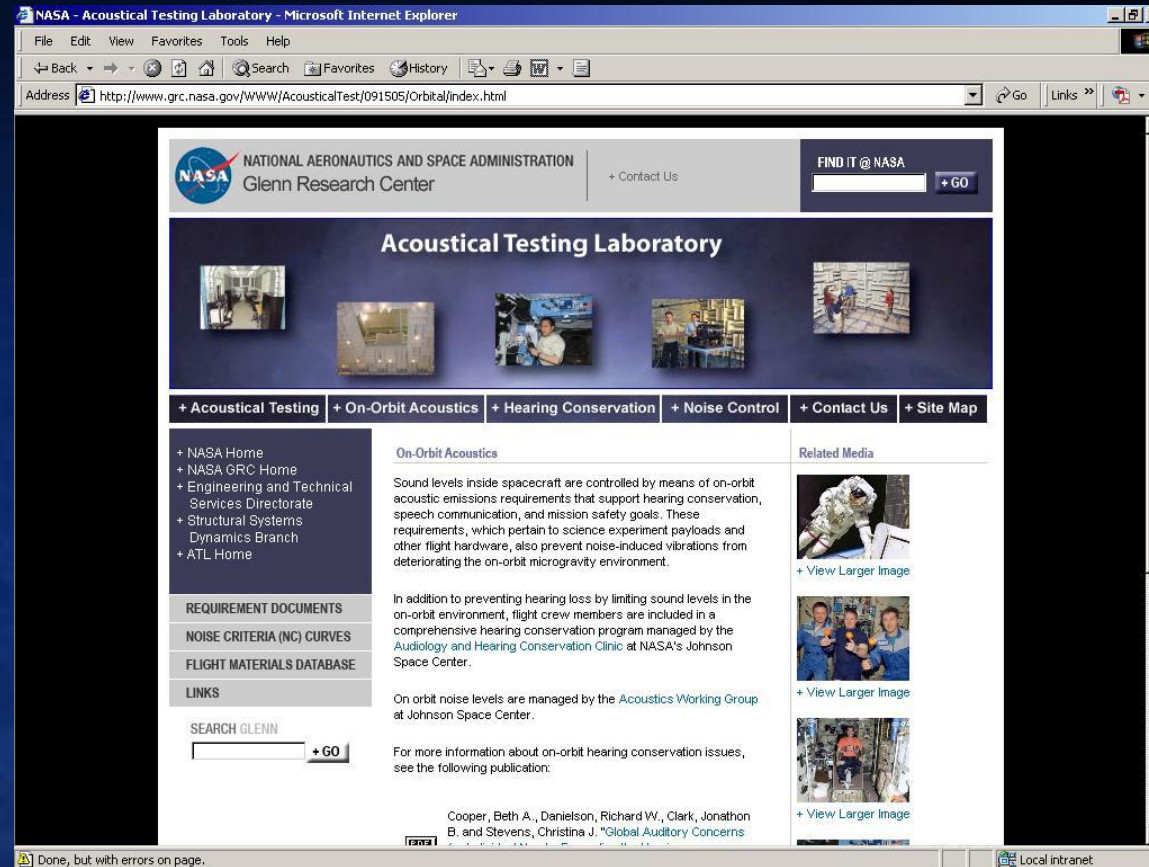 NASA - Acoustical Testing Laboratory - Microsoft Internet Explorer
File Edit View Favorites Tools Help
Back Search Favorites History
Address http://www.grc.nasa.gov/WWW/AcousticalTest/091505/Orbital/index.html Go Links »
NASA
NATIONAL AERONAUTICS AND SPACE ADMINISTRATION
Glenn Research Center
+ Contact Us
FIND IT @ NASA
+ GO
Acoustical Testing Laboratory
+ Acoustical Testing + On-Orbit Acoustics + Hearing Conservation + Noise Control + Contact Us + Site Map
+ NASA Home
+ NASA GRC Home
+ Engineering and Technical
Services Directorate
+ Structural Systems
Dynamics Branch
+ ATL Home
REQUIREMENT DOCUMENTS
NOISE CRITERIA (NC) CURVES
FLIGHT MATERIALS DATABASE
LINKS
SEARCH GLENN
+ GO
On-Orbit Acoustics
Sound levels inside spacecraft are controlled by means of on-orbit
acoustic emissions requirements that support hearing conservation,
speech communication, and mission safety goals. These
requirements, which pertain to science experiment payloads and
other flight hardware, also prevent noise-induced vibrations from
deteriorating the on-orbit microgravity environment.
In addition to preventing hearing loss by limiting sound levels in the
on-orbit environment, flight crew members are included in a
comprehensive hearing conservation program managed by the
Audiology and Hearing Conservation Clinic at NASA's Johnson
Space Center.
On orbit noise levels are managed by the Acoustics Working Group
at Johnson Space Center.
For more information about on-orbit hearing conservation issues,
see the following publication:
Cooper, Beth A., Danielson, Richard W., Clark, Jonathon
B. and Stevens, Christina J. "Global Auditory Concerns
Related Media
+ View Larger Image
+ View Larger Image
+ View Larger Image
Done, but with errors on page.
Local intranet